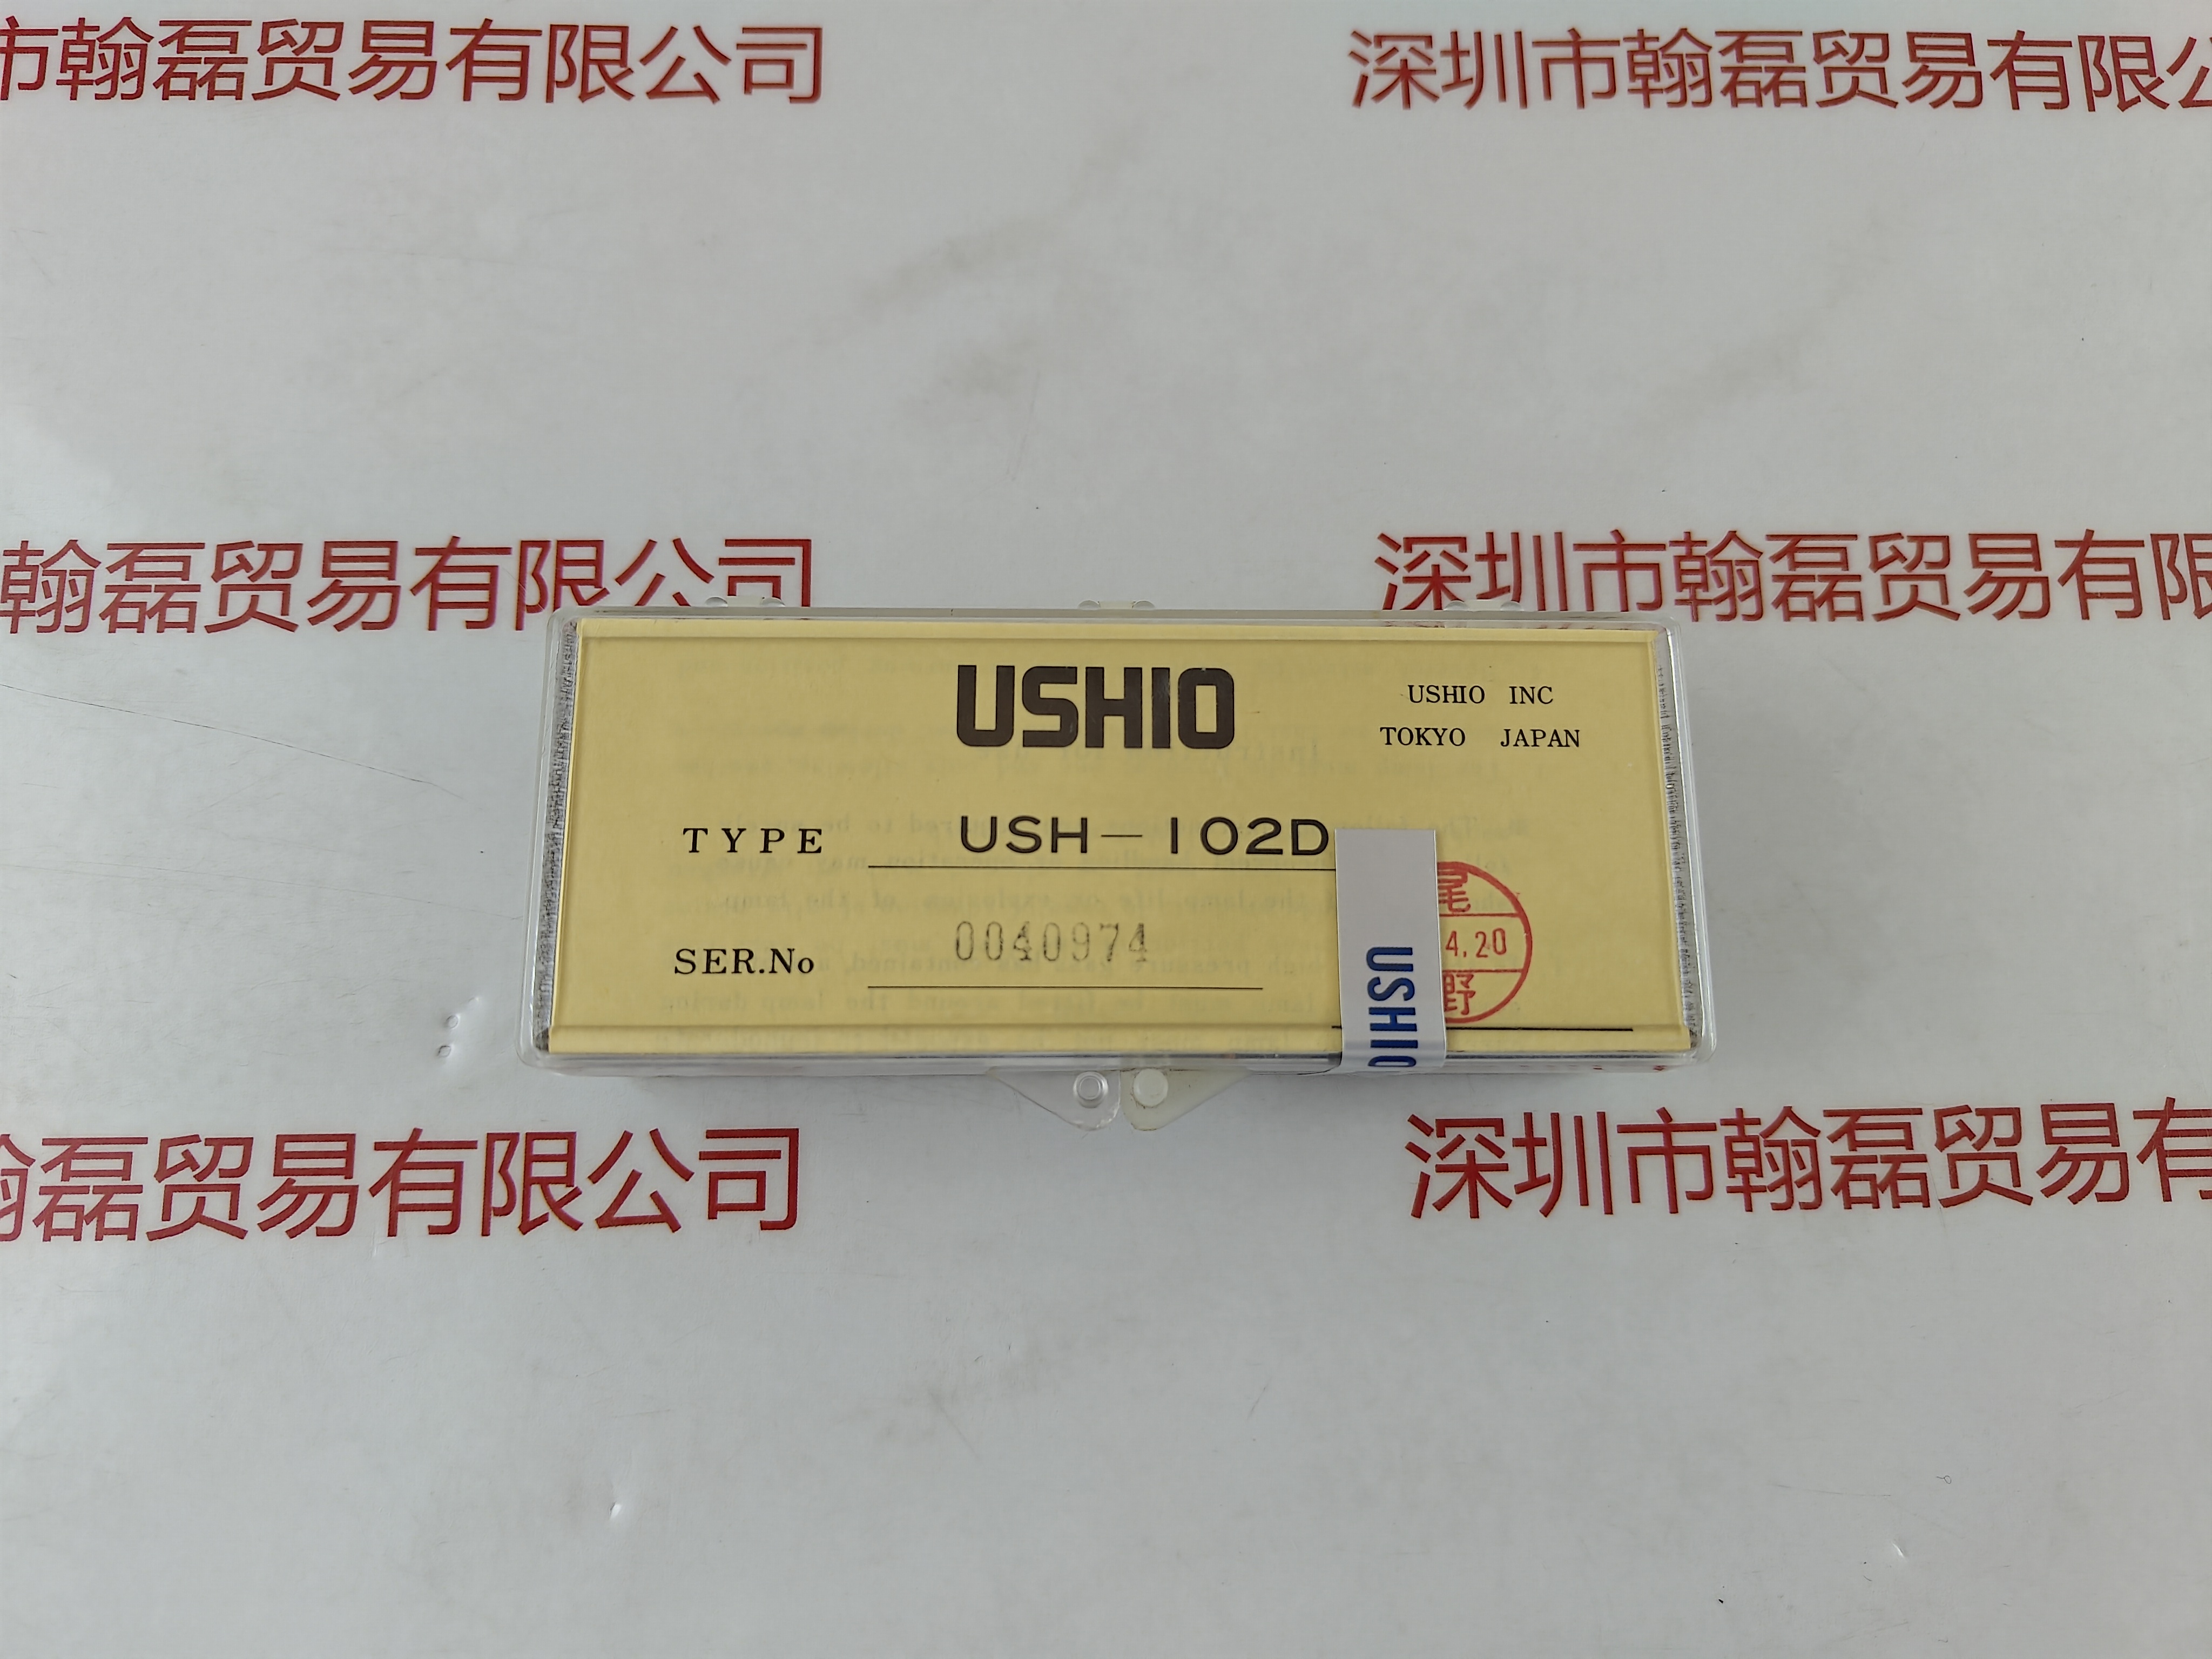 市翰磊贸易有限公司
深圳市翰磊贸易有限公
翰磊贸易有限公司
深圳市翰磊贸易有限
USHIO
USHIO INC
TOKYO JAPAN
TYPE USH-102D
SER.No 0040974
尾
4.20
野
USHIO
翰磊贸易有限公司
深圳市翰磊贸易有